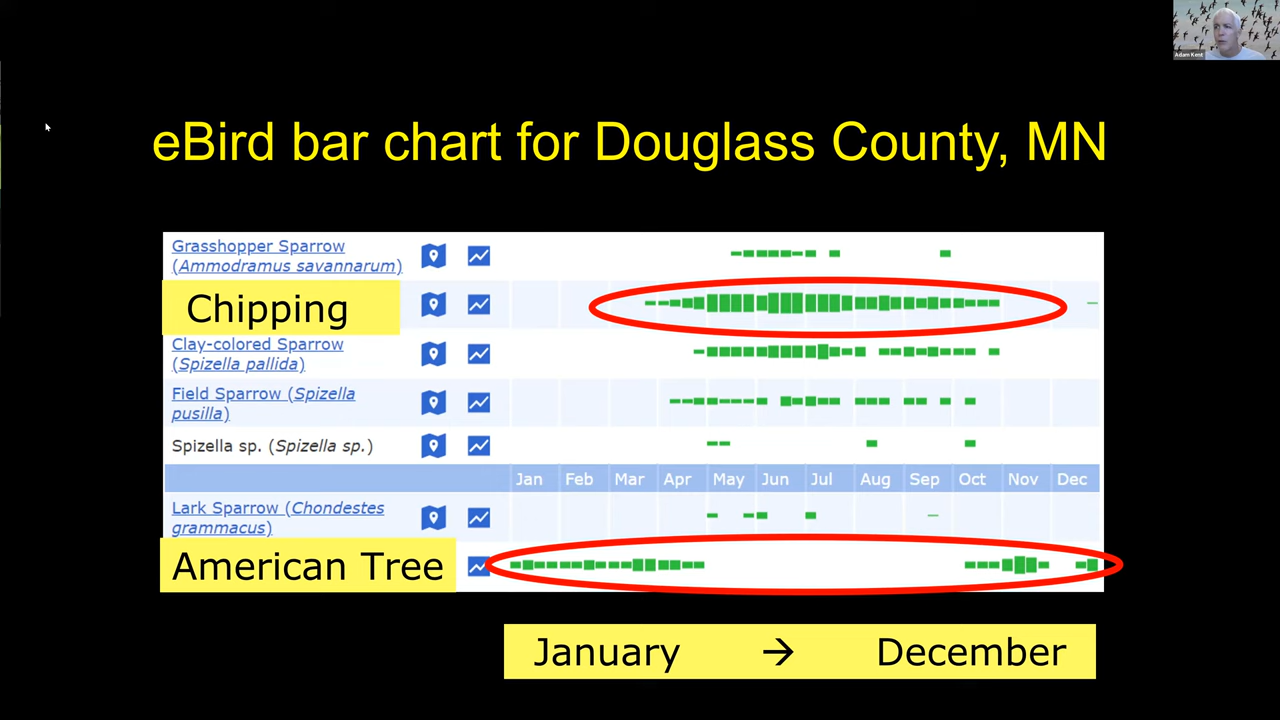 Adam Kent
eBird bar chart for Douglass County, MN
Grasshopper Sparrow
(Ammodramus savannarum)
Chipping
Clay-colored Sparrow
(Spizella pallida)
Field Sparrow (Spizella
pusilla)
Spizella sp. (Spizella sp.)
Jan Feb Mar Apr May Jun Jul Aug Sep Oct Nov Dec
Lark Sparrow (Chondestes
grammacus)
American Tree
January → December